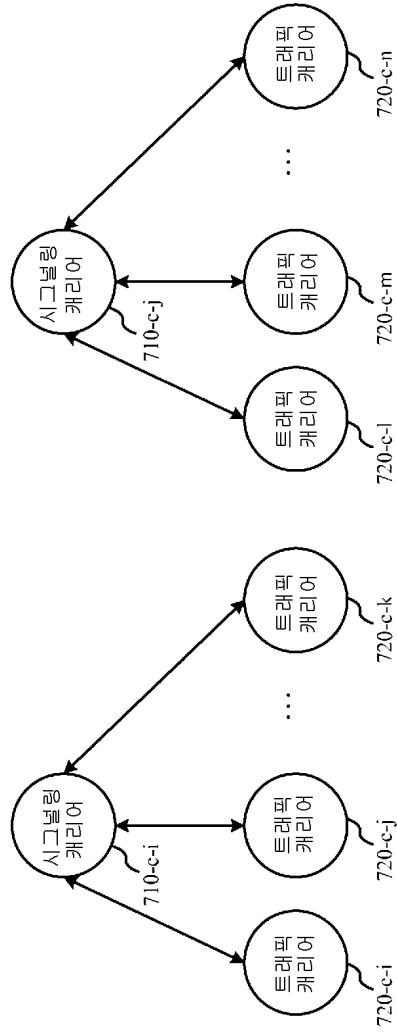 시그널링
캐리어
710-c-i
트래픽
캐리어
720-c-i
트래픽
캐리어
720-c-j
...
트래픽
캐리어
720-c-k
시그널링
캐리어
710-c-j
트래픽
캐리어
720-c-l
트래픽
캐리어
720-c-m
...
트래픽
캐리어
720-c-n